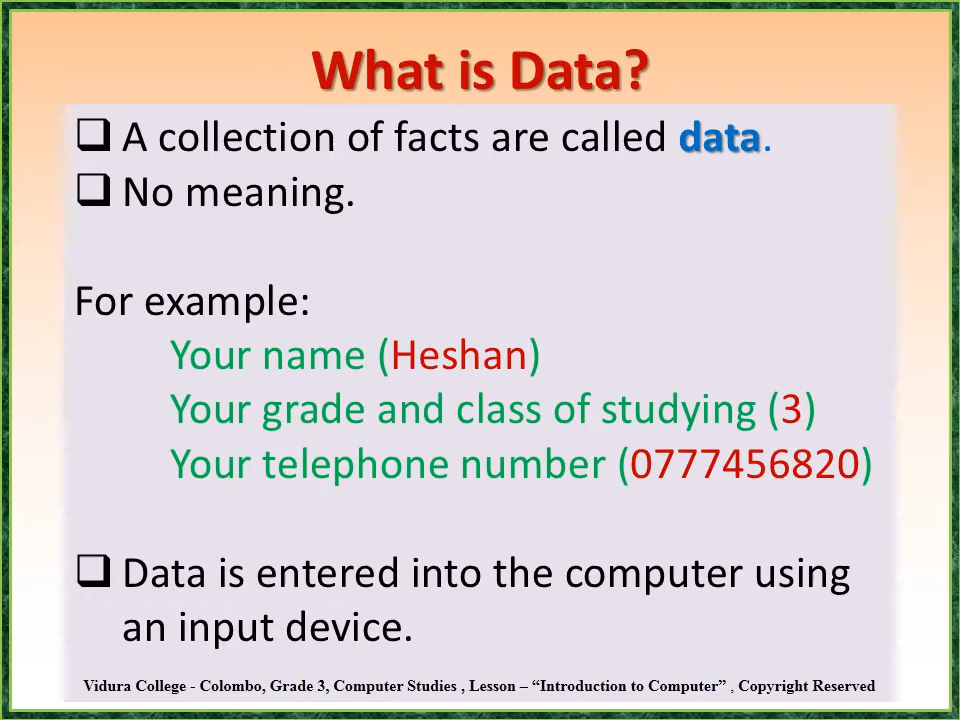 What is Data?
❑ A collection of facts are called data.
❑ No meaning.
For example:
Your name (Heshan)
Your grade and class of studying (3)
Your telephone number (0777456820)
❑ Data is entered into the computer using
an input device.
Vidura College - Colombo, Grade 3, Computer Studies , Lesson – “Introduction to Computer” , Copyright Reserved